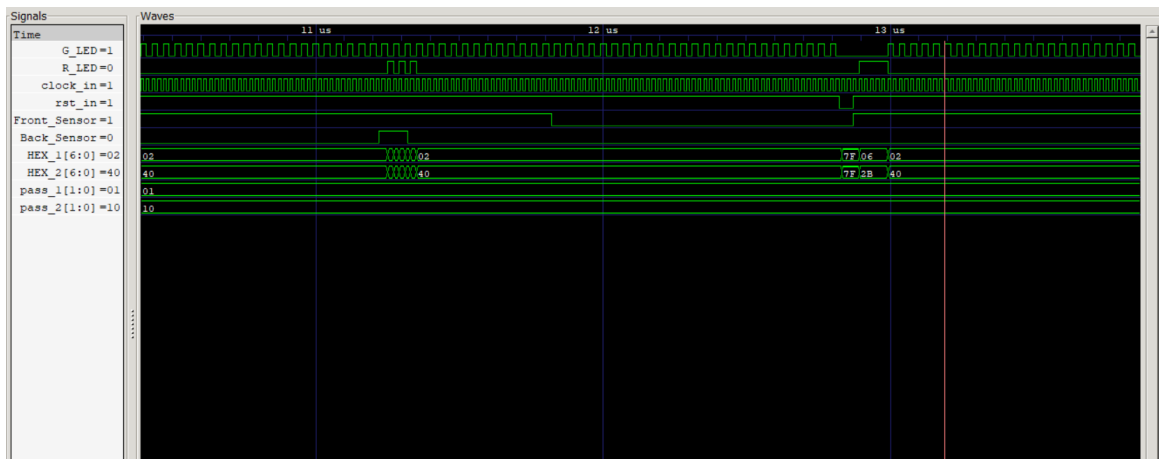 Signals
Waves
Time
11 us
12 us
13 us
G_LED=1
R_LED=0
clock_in=1
rst_in=1
Front_Sensor=1
Back_Sensor=0
HEX_1[6:0]=02
02
02
7F
06
02
HEX_2[6:0]=40
40
40
7F
2B
40
pass_1[1:0]=01
01
pass_2[1:0]=10
10